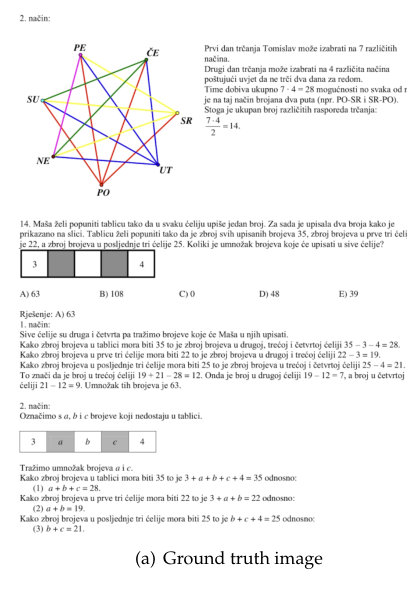 2. način:
PE
ČE
SU
SR
NE
UT
PO
Prvi dan trčanja Tomislav može izabrati na 7 različitih
načina.
Drugi dan trčanja može izabrati na 4 različita načina
poštujući uvjet da ne trči dva dana za redom.
Time dobiva ukupno 7 · 4 = 28 mogućnosti no svaka od
je na taj način brojana dva puta (npr. PO-SR i SR-PO).
Stoga je ukupan broj različitih rasporeda trčanja:
7·4
2
= 14.
14. Maša želi popuniti tablicu tako da u svaku ćeliju upiše jedan broj. Za sada je upisala dva broja kako je
prikazano na slici. Tablicu želi popuniti tako da je zbroj svih upisanih brojeva 35, zbroj brojeva u prve tri ćeli
je 22, a zbroj brojeva u posljednje tri ćelije 25. Koliki je umnožak brojeva koje će upisati u sive ćelije?
3 4
A) 63 B) 108 C) 0 D) 48 E) 39
Rješenje: A) 63
1. način:
Sive ćelije su druga i četvrta pa tražimo brojeve koje će Maša u njih upisati.
Kako zbroj brojeva u tablici mora biti 35 to je zbroj brojeva u drugoj, trećoj i četvrtoj ćeliji 35 – 3 – 4 = 28.
Kako zbroj brojeva u prve tri ćelije mora biti 22 to je zbroj brojeva u drugoj i trećoj ćeliji 22 – 3 = 19.
Kako zbroj brojeva u posljednje tri ćelije mora biti 25 to je zbroj brojeva u trećoj i četvrtoj ćeliji 25 – 4 = 21.
To znači da je broj u trećoj ćeliji 19 + 21 – 28 = 12. Onda je broj u drugoj ćeliji 19 – 12 = 7, a broj u četvrtoj
ćeliji 21 – 12 = 9. Umnožak tih brojeva je 63.
2. način:
Označimo s a, b i c brojeve koji nedostaju u tablici.
3 a b c 4
Tražimo umnožak brojeva a i c.
Kako zbroj brojeva u tablici mora biti 35 to je 3 + a + b + c + 4 = 35 odnosno:
(1) a + b + c = 28.
Kako zbroj brojeva u prve tri ćelije mora biti 22 to je 3 + a + b = 22 odnosno:
(2) a + b = 19.
Kako zbroj brojeva u posljednje tri ćelije mora biti 25 to je b + c + 4 = 25 odnosno:
(3) b + c = 21.
(a) Ground truth image